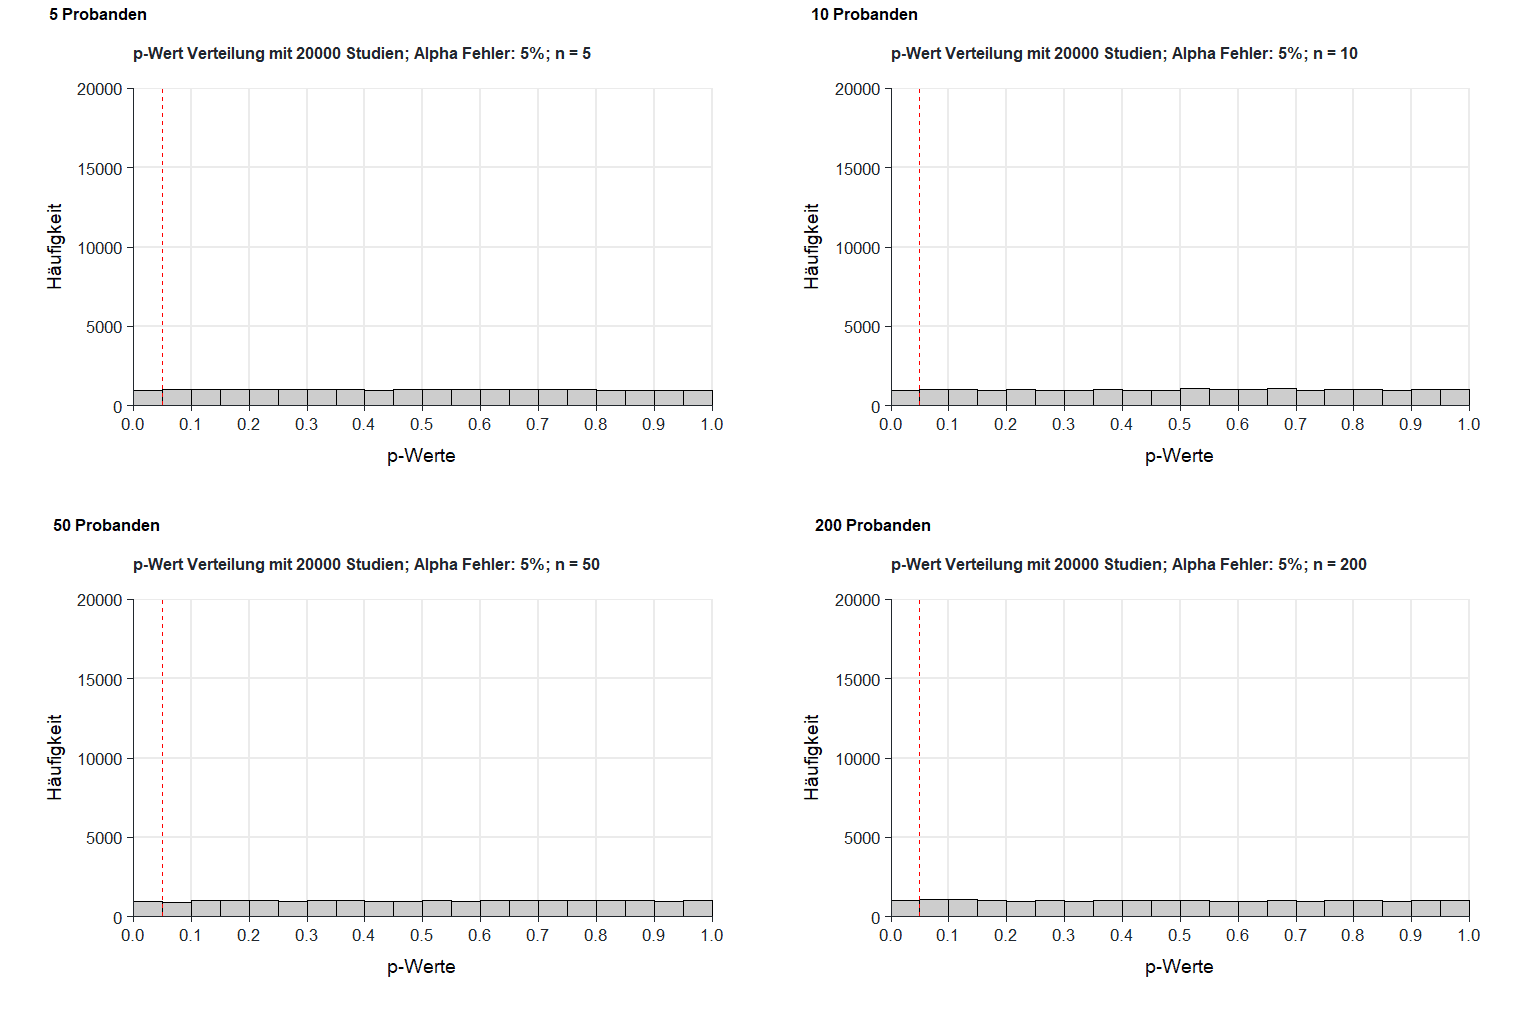 5 Probanden
p-Wert Verteilung mit 20000 Studien; Alpha Fehler: 5%; n = 5
20000
15000
10000
5000
0
Häufigkeit
0.0 0.1 0.2 0.3 0.4 0.5 0.6 0.7 0.8 0.9 1.0
p-Werte
10 Probanden
p-Wert Verteilung mit 20000 Studien; Alpha Fehler: 5%; n = 10
20000
15000
10000
5000
0
Häufigkeit
0.0 0.1 0.2 0.3 0.4 0.5 0.6 0.7 0.8 0.9 1.0
p-Werte
50 Probanden
p-Wert Verteilung mit 20000 Studien; Alpha Fehler: 5%; n = 50
20000
15000
10000
5000
0
Häufigkeit
0.0 0.1 0.2 0.3 0.4 0.5 0.6 0.7 0.8 0.9 1.0
p-Werte
200 Probanden
p-Wert Verteilung mit 20000 Studien; Alpha Fehler: 5%; n = 200
20000
15000
10000
5000
0
Häufigkeit
0.0 0.1 0.2 0.3 0.4 0.5 0.6 0.7 0.8 0.9 1.0
p-Werte